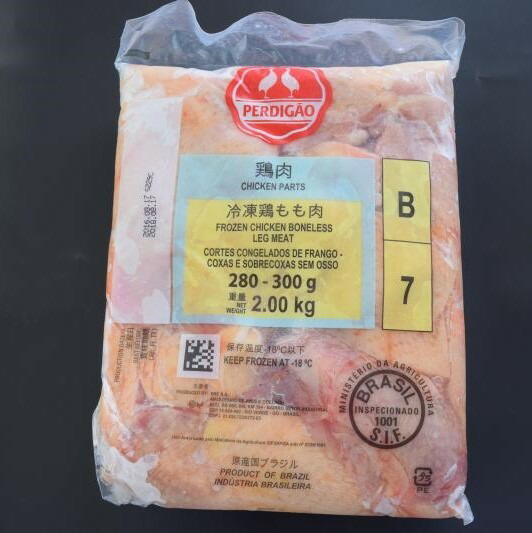 PERDIGÃO
鶏肉
CHICKEN PARTS
冷凍鶏もも肉
FROZEN CHICKEN BONELESS
LEG MEAT
CORTES CONGELADOS DE FRANGO -
COXAS E SOBRECOXAS SEM OSSO
280 - 300 g
重量
NET
WEIGHT 2.00 kg
B
7
保存温度-18℃以下
KEEP FROZEN AT -18 ºC
原産国ブラジル
PRODUCT OF BRAZIL
INDÚSTRIA BRASILEIRA
MINISTÉRIO DA AGRICULTURA
BRASIL
INSPECIONADO
1001
S.I.F.
PE